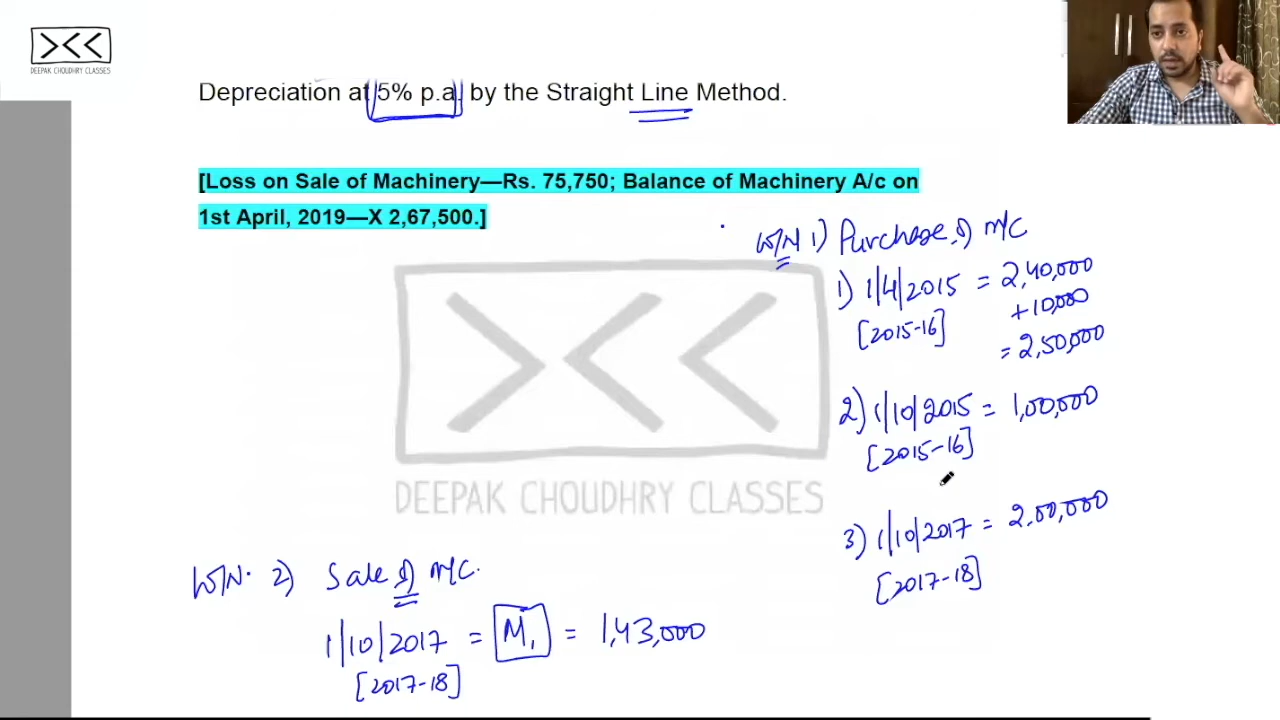 DEEPAK CHOUDHRY CLASSES
Depreciation at 5% p.a. by the Straight Line Method.
[Loss on Sale of Machinery—Rs. 75,750; Balance of Machinery A/c on
1st April, 2019—X 2,67,500.]
W/N 1) Purchase of m/c
1) 1/4/2015 = 2,40,000
[2015-16] +10,000
= 2,50,000
2) 1/10/2015 = 1,00,000
[2015-16]
3) 1/10/2017 = 2,00,000
[2017-18]
DEEPAK CHOUDHRY CLASSES
W/N. 2) Sale of m/c.
1/10/2017 = M1 = 1,43,000
[2017-18]